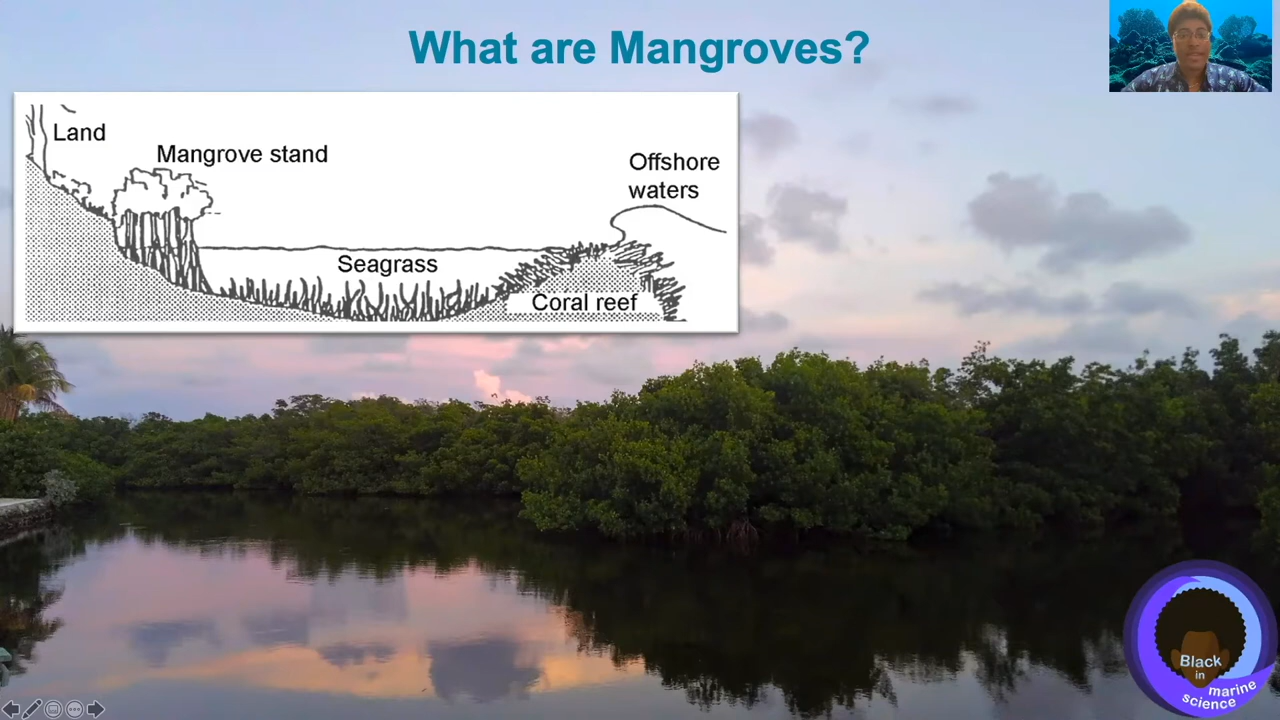 What are Mangroves?
Land
Mangrove stand
Offshore
waters
Seagrass
Coral reef
Black
in
marine
science